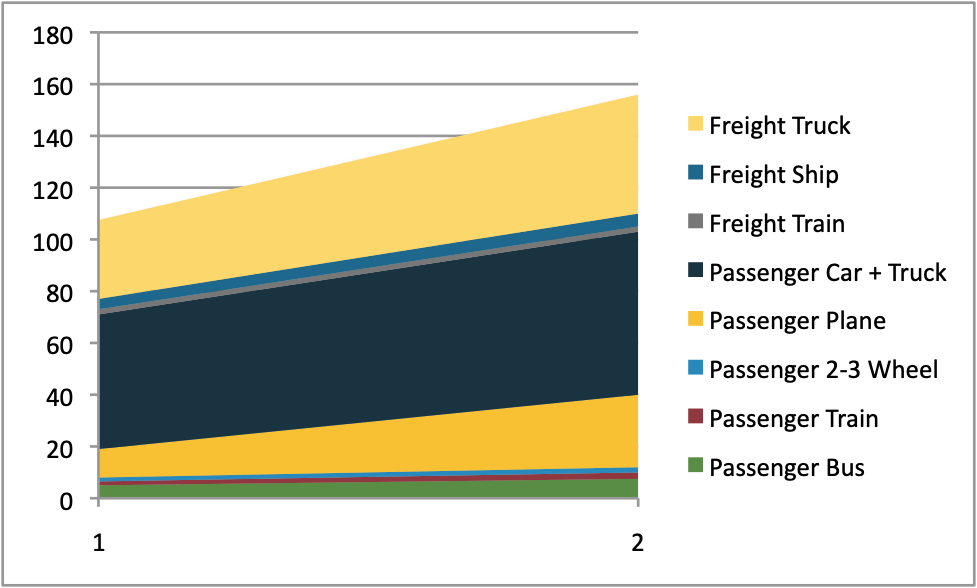 180
160
140
120
100
80
60
40
20
0
1
2
Freight Truck
Freight Ship
Freight Train
Passenger Car + Truck
Passenger Plane
Passenger 2-3 Wheel
Passenger Train
Passenger Bus